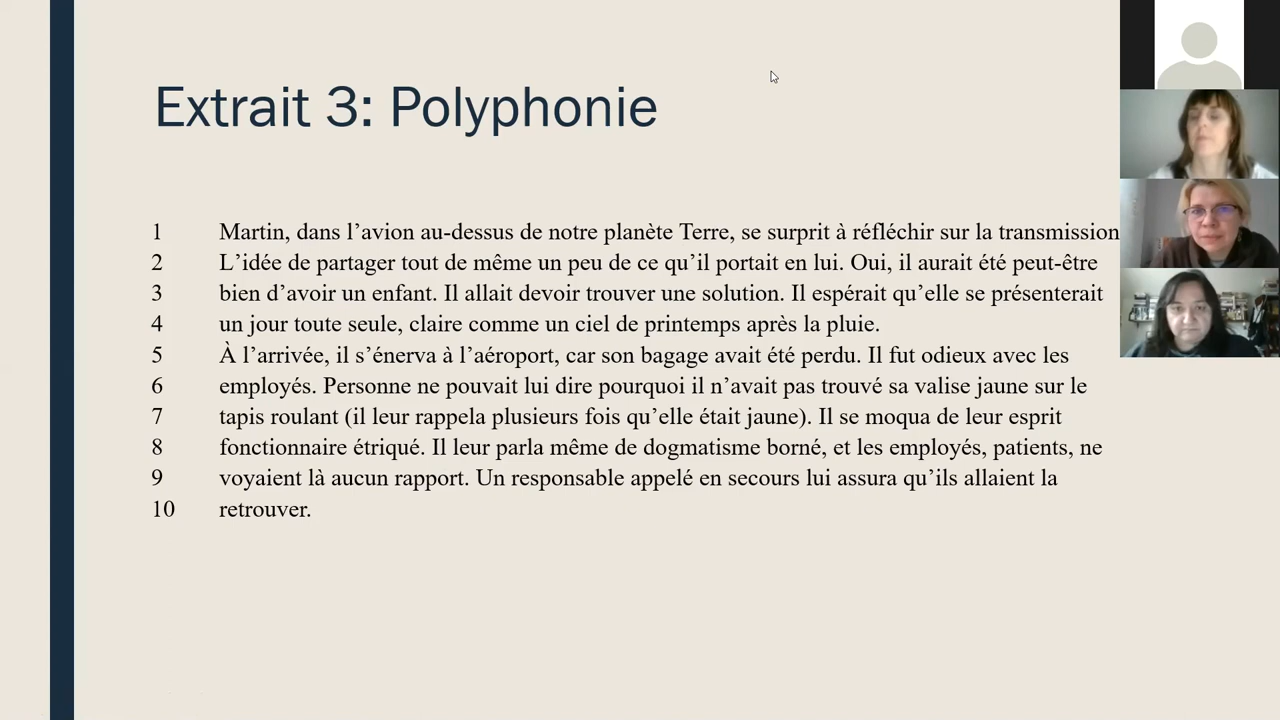 Extrait 3: Polyphonie
1 Martin, dans l’avion au-dessus de notre planète Terre, se surprit à réfléchir sur la transmission
2 L’idée de partager tout de même un peu de ce qu’il portait en lui. Oui, il aurait été peut-être
3 bien d’avoir un enfant. Il allait devoir trouver une solution. Il espérait qu’elle se présenterait
4 un jour toute seule, claire comme un ciel de printemps après la pluie.
5 À l’arrivée, il s’énerva à l’aéroport, car son bagage avait été perdu. Il fut odieux avec les
6 employés. Personne ne pouvait lui dire pourquoi il n’avait pas trouvé sa valise jaune sur le
7 tapis roulant (il leur rappela plusieurs fois qu’elle était jaune). Il se moqua de leur esprit
8 fonctionnaire étriqué. Il leur parla même de dogmatisme borné, et les employés, patients, ne
9 voyaient là aucun rapport. Un responsable appelé en secours lui assura qu’ils allaient la
10 retrouver.